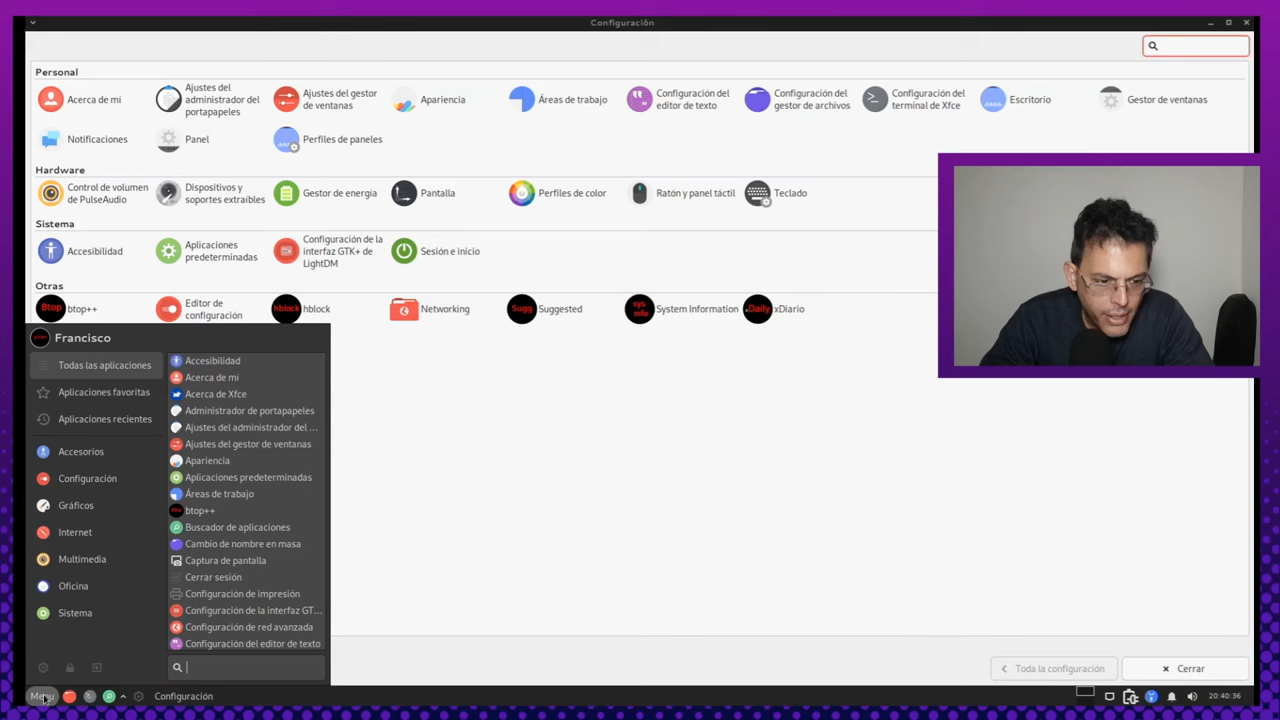 Configuración
Personal
Acerca de mí
Ajustes del
administrador del
portapapeles
Ajustes del gestor
de ventanas
Apariencia
Áreas de trabajo
Configuración del
editor de texto
Configuración del
gestor de archivos
Configuración del
terminal de Xfce
Escritorio
Gestor de ventanas
Notificaciones
Panel
Perfiles de paneles
Hardware
Control de volumen
de PulseAudio
Dispositivos y
soportes extraíbles
Gestor de energía
Pantalla
Perfiles de color
Ratón y panel táctil
Teclado
Sistema
Accesibilidad
Aplicaciones
predeterminadas
Configuración de la
interfaz GTK+ de
LightDM
Sesión e inicio
Otras
Btop
btop++
Editor de
configuración
hblock
hblock
Networking
Sugg
Suggested
sys
info
System Information
.Daily
xDiario
Francisco
Todas las aplicaciones
Aplicaciones favoritas
Aplicaciones recientes
Accesorios
Configuración
Gráficos
Internet
Multimedia
Oficina
Sistema
Accesibilidad
Acerca de mí
Acerca de Xfce
Administrador de portapapeles
Ajustes del administrador del ...
Ajustes del gestor de ventanas
Apariencia
Aplicaciones predeterminadas
Áreas de trabajo
btop++
Buscador de aplicaciones
Cambio de nombre en masa
Captura de pantalla
Cerrar sesión
Configuración de impresión
Configuración de la interfaz GT...
Configuración de red avanzada
Configuración del editor de texto
Toda la configuración
Cerrar
Menu
Configuración
20:40:36